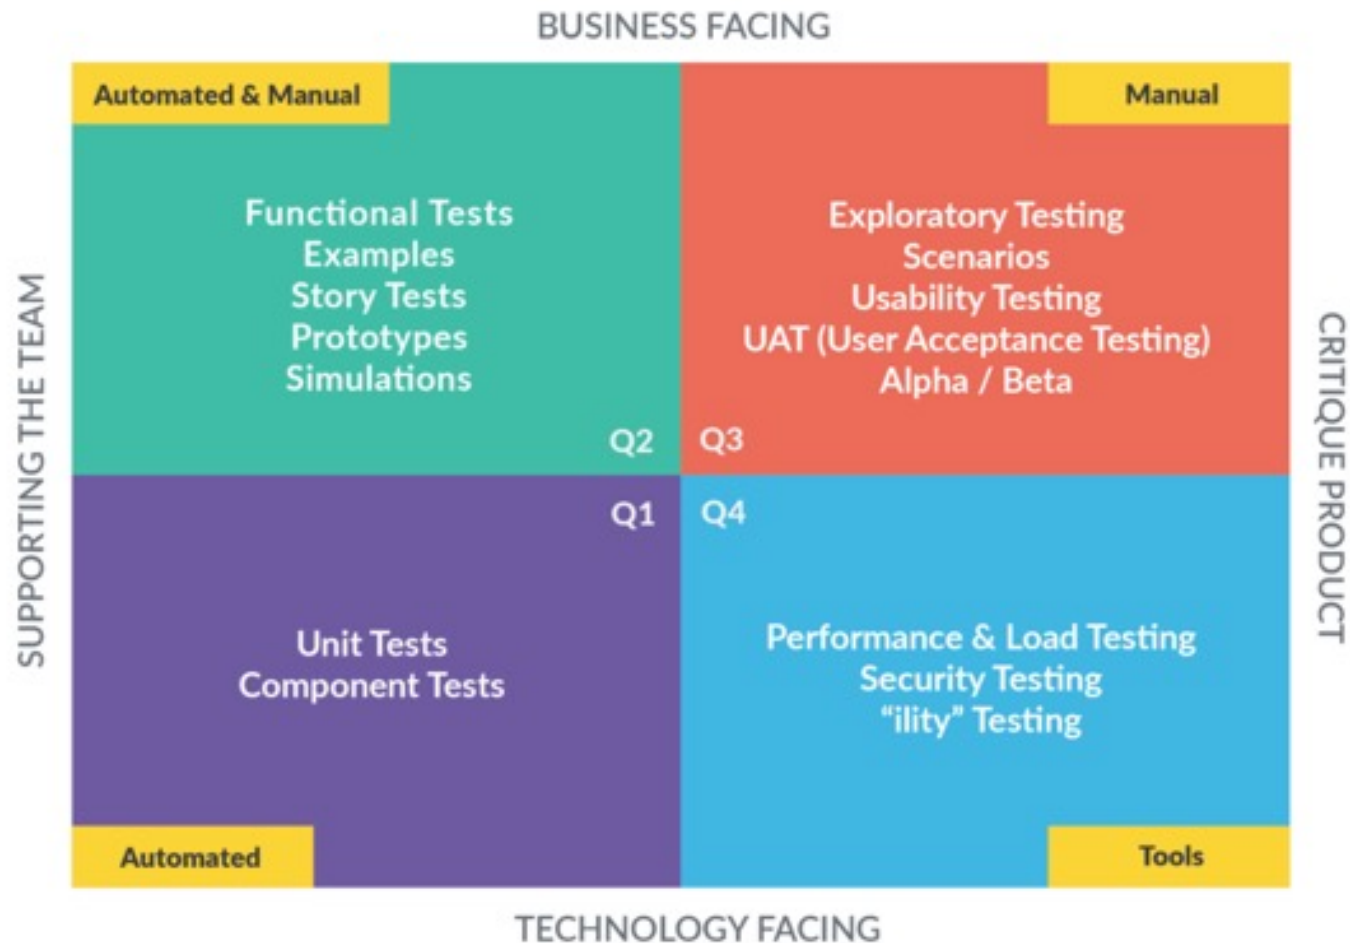 BUSINESS FACING
Automated & Manual
Manual
Functional Tests
Examples
Story Tests
Prototypes
Simulations
Q2
Exploratory Testing
Scenarios
Usability Testing
UAT (User Acceptance Testing)
Alpha / Beta
Q3
SUPPORTING THE TEAM
CRITIQUE PRODUCT
Q1
Unit Tests
Component Tests
Automated
Q4
Performance & Load Testing
Security Testing
“ility” Testing
Tools
TECHNOLOGY FACING